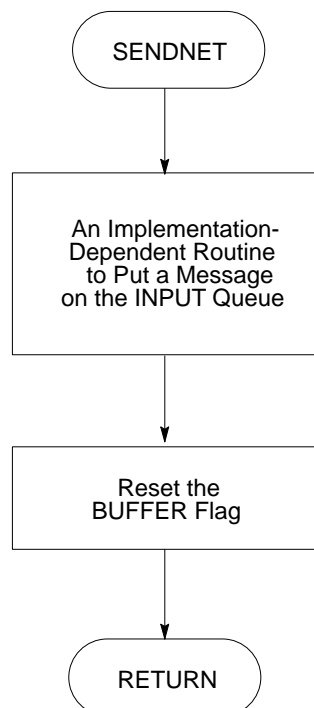 SENDNET
An Implementation-
Dependent Routine
to Put a Message
on the INPUT Queue
Reset the
BUFFER Flag
RETURN